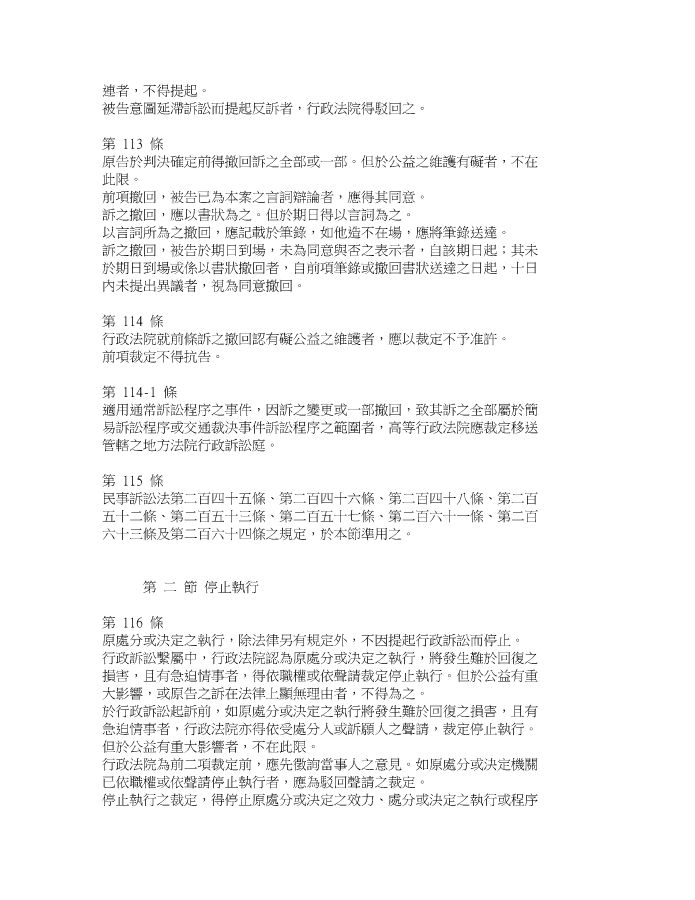 連者，不得提起。
被告意圖延滯訴訟而提起反訴者，行政法院得駁回之。
第 113 條
原告於判決確定前得撤回訴之全部或一部。但於公益之維護有礙者，不在
此限。
前項撤回，被告已為本案之言詞辯論者，應得其同意。
訴之撤回，應以書狀為之。但於期日得以言詞為之。
以言詞所為之撤回，應記載於筆錄，如他造不在場，應將筆錄送達。
訴之撤回，被告於期日到場，未為同意與否之表示者，自該期日起；其未
於期日到場或係以書狀撤回者，自前項筆錄或撤回書狀送達之日起，十日
內未提出異議者，視為同意撤回。
第 114 條
行政法院就前條訴之撤回認有礙公益之維護者，應以裁定不予准許。
前項裁定不得抗告。
第 114-1 條
適用通常訴訟程序之事件，因訴之變更或一部撤回，致其訴之全部屬於簡
易訴訟程序或交通裁決事件訴訟程序之範圍者，高等行政法院應裁定移送
管轄之地方法院行政訴訟庭。
第 115 條
民事訴訟法第二百四十五條、第二百四十六條、第二百四十八條、第二百
五十二條、第二百五十三條、第二百五十七條、第二百六十一條、第二百
六十三條及第二百六十四條之規定，於本節準用之。
第 二 節 停止執行
第 116 條
原處分或決定之執行，除法律另有規定外，不因提起行政訴訟而停止。
行政訴訟繫屬中，行政法院認為原處分或決定之執行，將發生難於回復之
損害，且有急迫情事者，得依職權或依聲請裁定停止執行。但於公益有重
大影響，或原告之訴在法律上顯無理由者，不得為之。
於行政訴訟起訴前，如原處分或決定之執行將發生難於回復之損害，且有
急迫情事者，行政法院亦得依受處分人或訴願人之聲請，裁定停止執行。
但於公益有重大影響者，不在此限。
行政法院為前二項裁定前，應先徵詢當事人之意見。如原處分或決定機關
已依職權或依聲請停止執行者，應為駁回聲請之裁定。
停止執行之裁定，得停止原處分或決定之效力、處分或決定之執行或程序